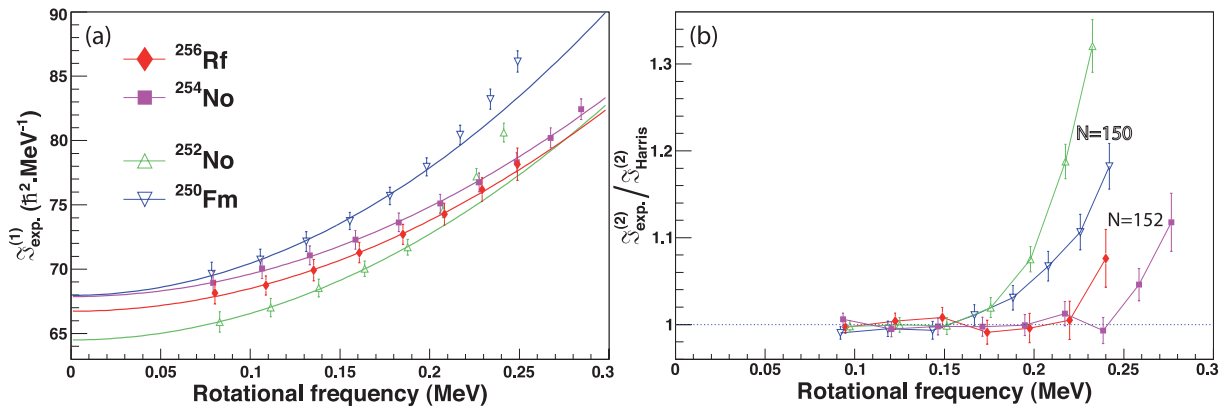 (a)
²⁵⁶Rf
²⁵⁴No
²⁵²No
²⁵⁰Fm
ℑ⁽¹⁾exp. (ħ².MeV⁻¹)
90
85
80
75
70
65
0 0.05 0.1 0.15 0.2 0.25 0.3
Rotational frequency (MeV)
(b)
N=150
N=152
ℑ⁽²⁾exp. / ℑ⁽²⁾Harris
1.3
1.2
1.1
1
0 0.05 0.1 0.15 0.2 0.25 0.3
Rotational frequency (MeV)